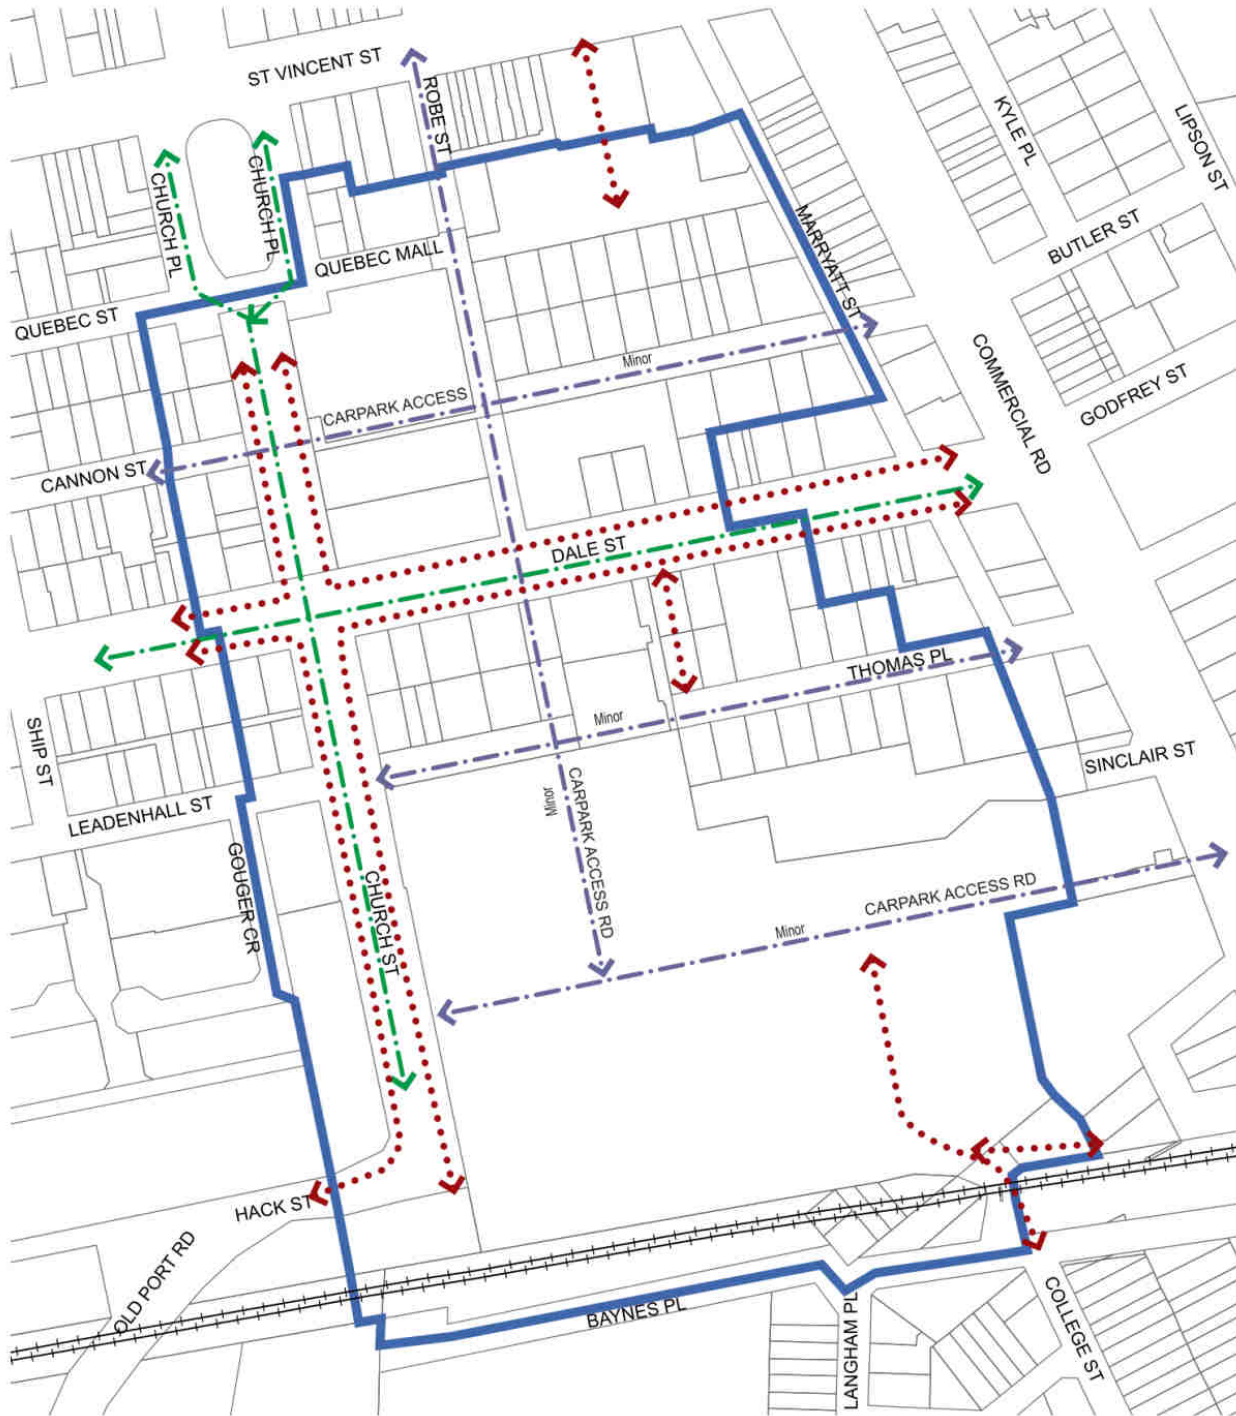 ST VINCENT ST
ROBE ST
KYLE PL
LIPSON ST
CHURCH PL
CHURCH PL
MARRYATT ST
BUTLER ST
QUEBEC MALL
QUEBEC ST
COMMERCIAL RD
Minor
GODFREY ST
CARPARK ACCESS
CANNON ST
DALE ST
THOMAS PL
SHIP ST
Minor
SINCLAIR ST
LEADENHALL ST
Minor
CARPARK ACCESS RD
GOUGER CR
CHURCH ST
CARPARK ACCESS RD
Minor
HACK ST
OLD PORT RD
BAYNES PL
LANGHAM PL
COLLEGE ST